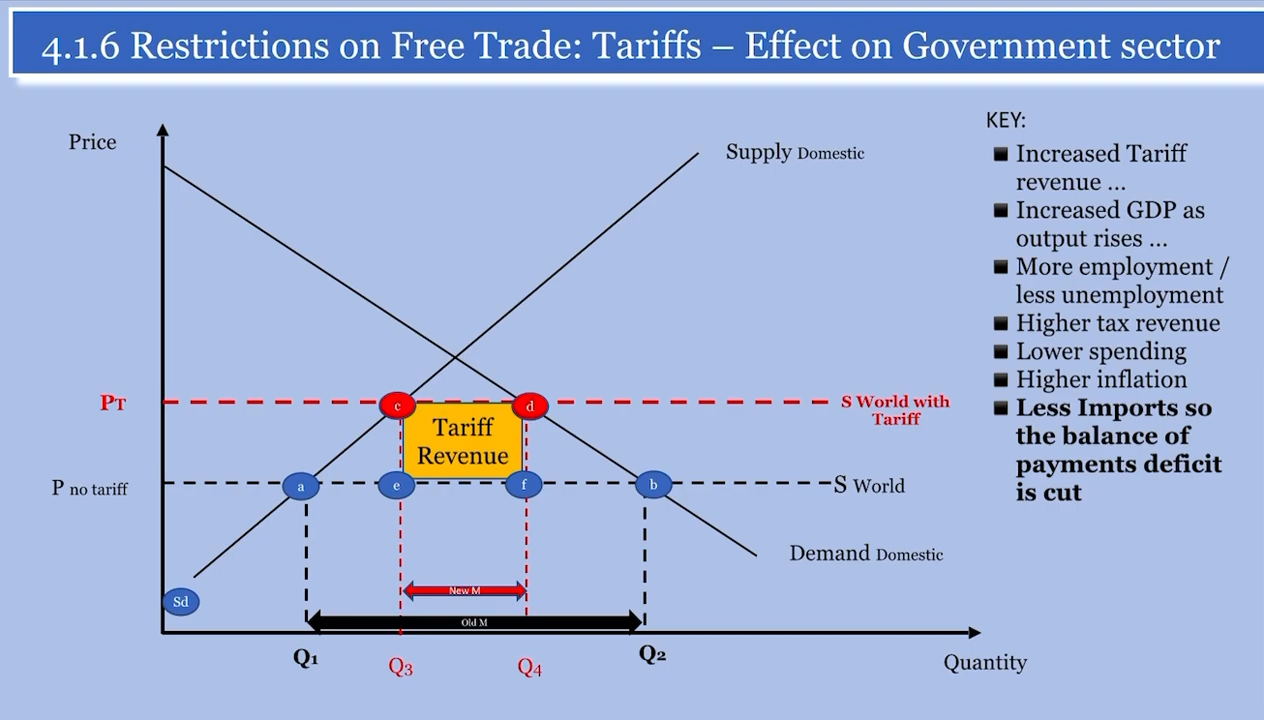 4.1.6 Restrictions on Free Trade: Tariffs – Effect on Government sector
Price
Supply Domestic
KEY:
Increased Tariff
revenue ...
Increased GDP as
output rises ...
More employment /
less unemployment
Higher tax revenue
Lower spending
Higher inflation
Less Imports so
the balance of
payments deficit
is cut
PT
c
d
S World with
Tariff
Tariff
Revenue
P no tariff
a
e
f
b
S World
Demand Domestic
Sd
New M
Old M
Q1
Q3
Q4
Q2
Quantity